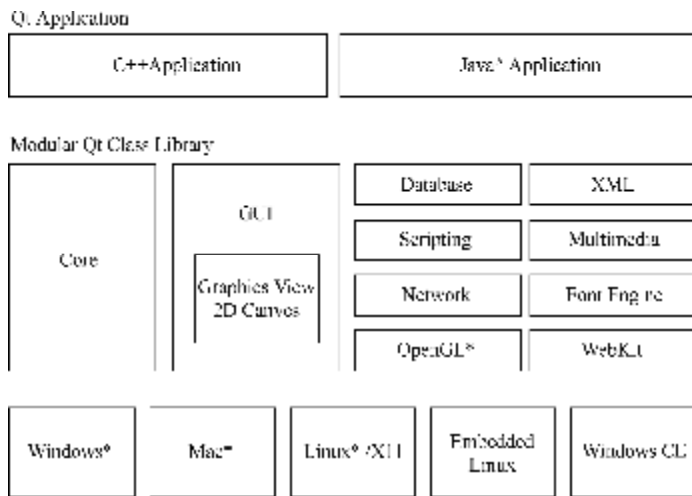 Qt Application
C++Application
Java* Application
Modular Qt Class Library
Core
GUI
Graphics View
2D Canvos
Database
XML
Scripting
Multimedia
Network
Font Engine
OpenGL*
WebKit
Windows*
Mac*
Linux* /X11
Embedded
Linux
Windows CE